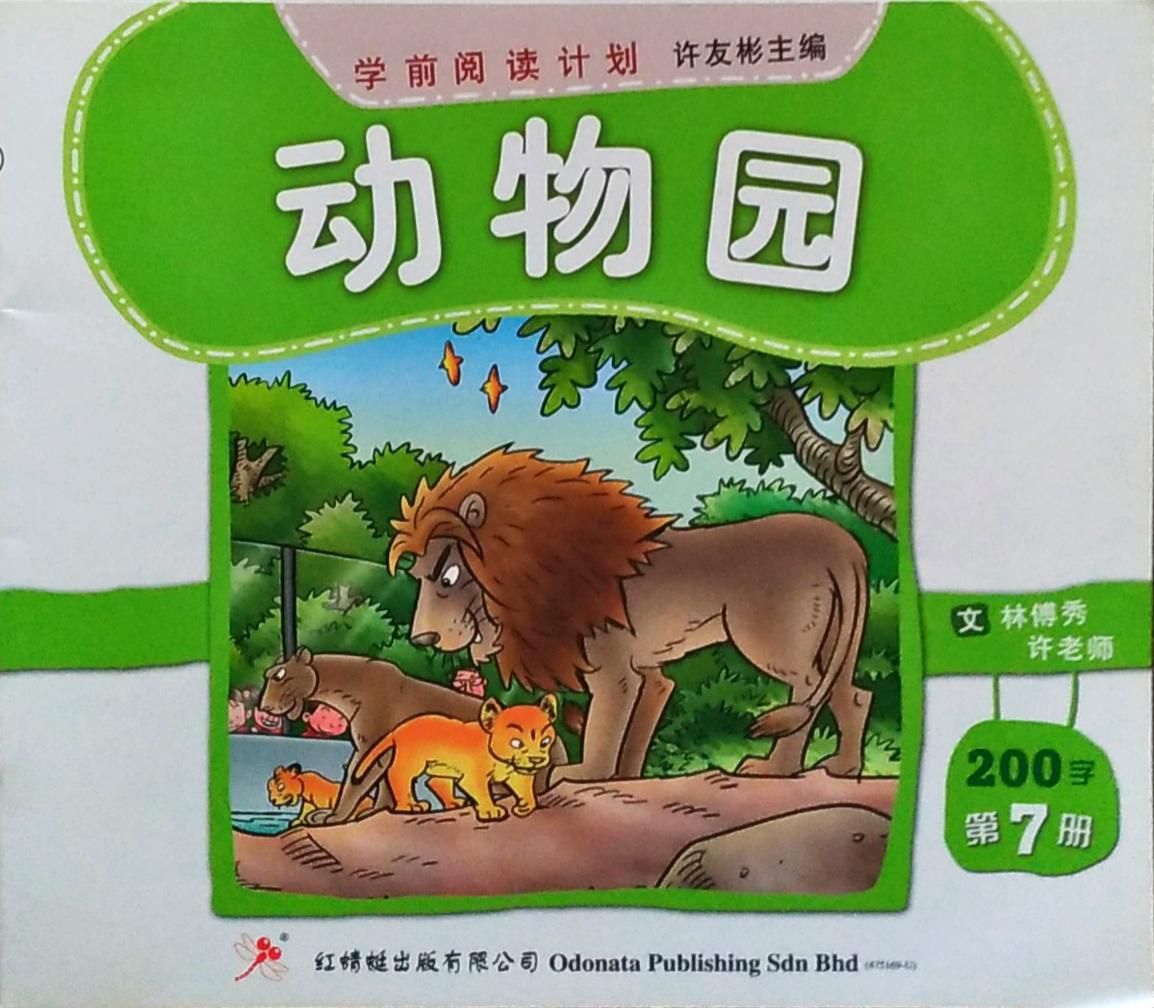 学前阅读计划 许友彬主编
动物园
文 林傅秀
许老师
200字
第7册
红蜻蜓出版有限公司 Odonata Publishing Sdn Bhd